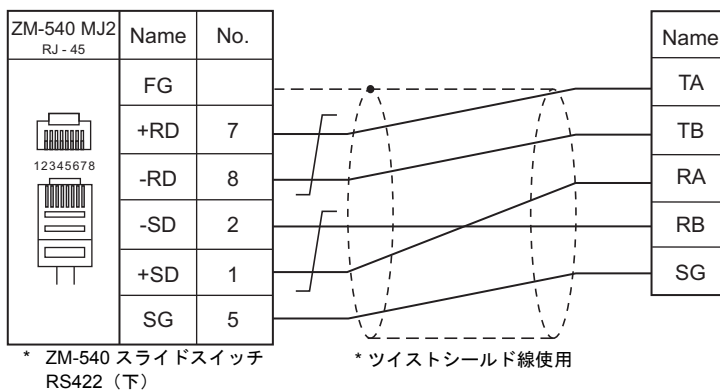 ZM-540 MJ2 Name No. Name
RJ - 45
FG TA
+RD 7 TB
12345678
-RD 8 RA
-SD 2 RB
+SD 1 SG
SG 5
* ZM-540 スライドスイッチ
RS422（下）
* ツイストシールド線使用